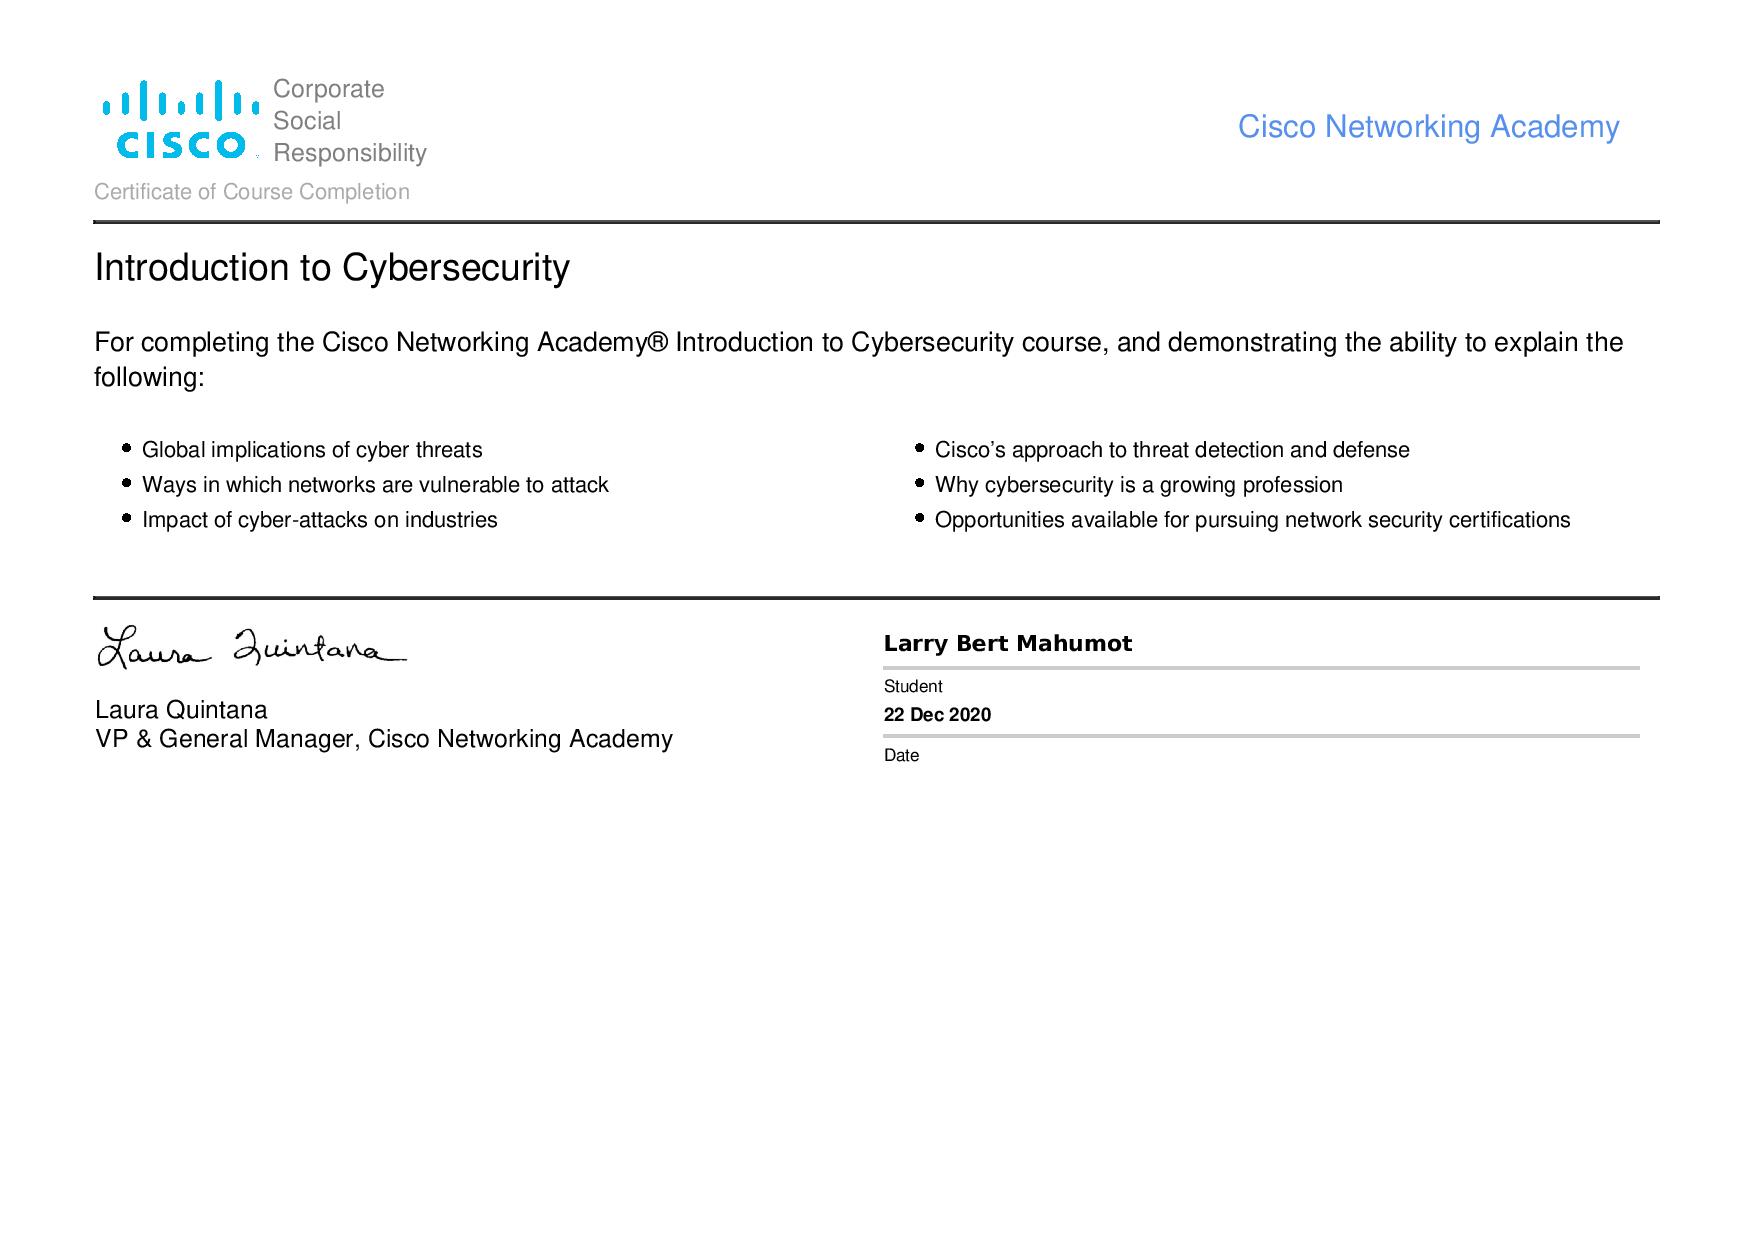 CISCO
Corporate
Social
Responsibility
Cisco Networking Academy
Certificate of Course Completion
Introduction to Cybersecurity
For completing the Cisco Networking Academy® Introduction to Cybersecurity course, and demonstrating the ability to explain the
following:
• Global implications of cyber threats
• Ways in which networks are vulnerable to attack
• Impact of cyber-attacks on industries
• Cisco’s approach to threat detection and defense
• Why cybersecurity is a growing profession
• Opportunities available for pursuing network security certifications
Laura Quintana
Laura Quintana
VP & General Manager, Cisco Networking Academy
Larry Bert Mahumot
Student
22 Dec 2020
Date